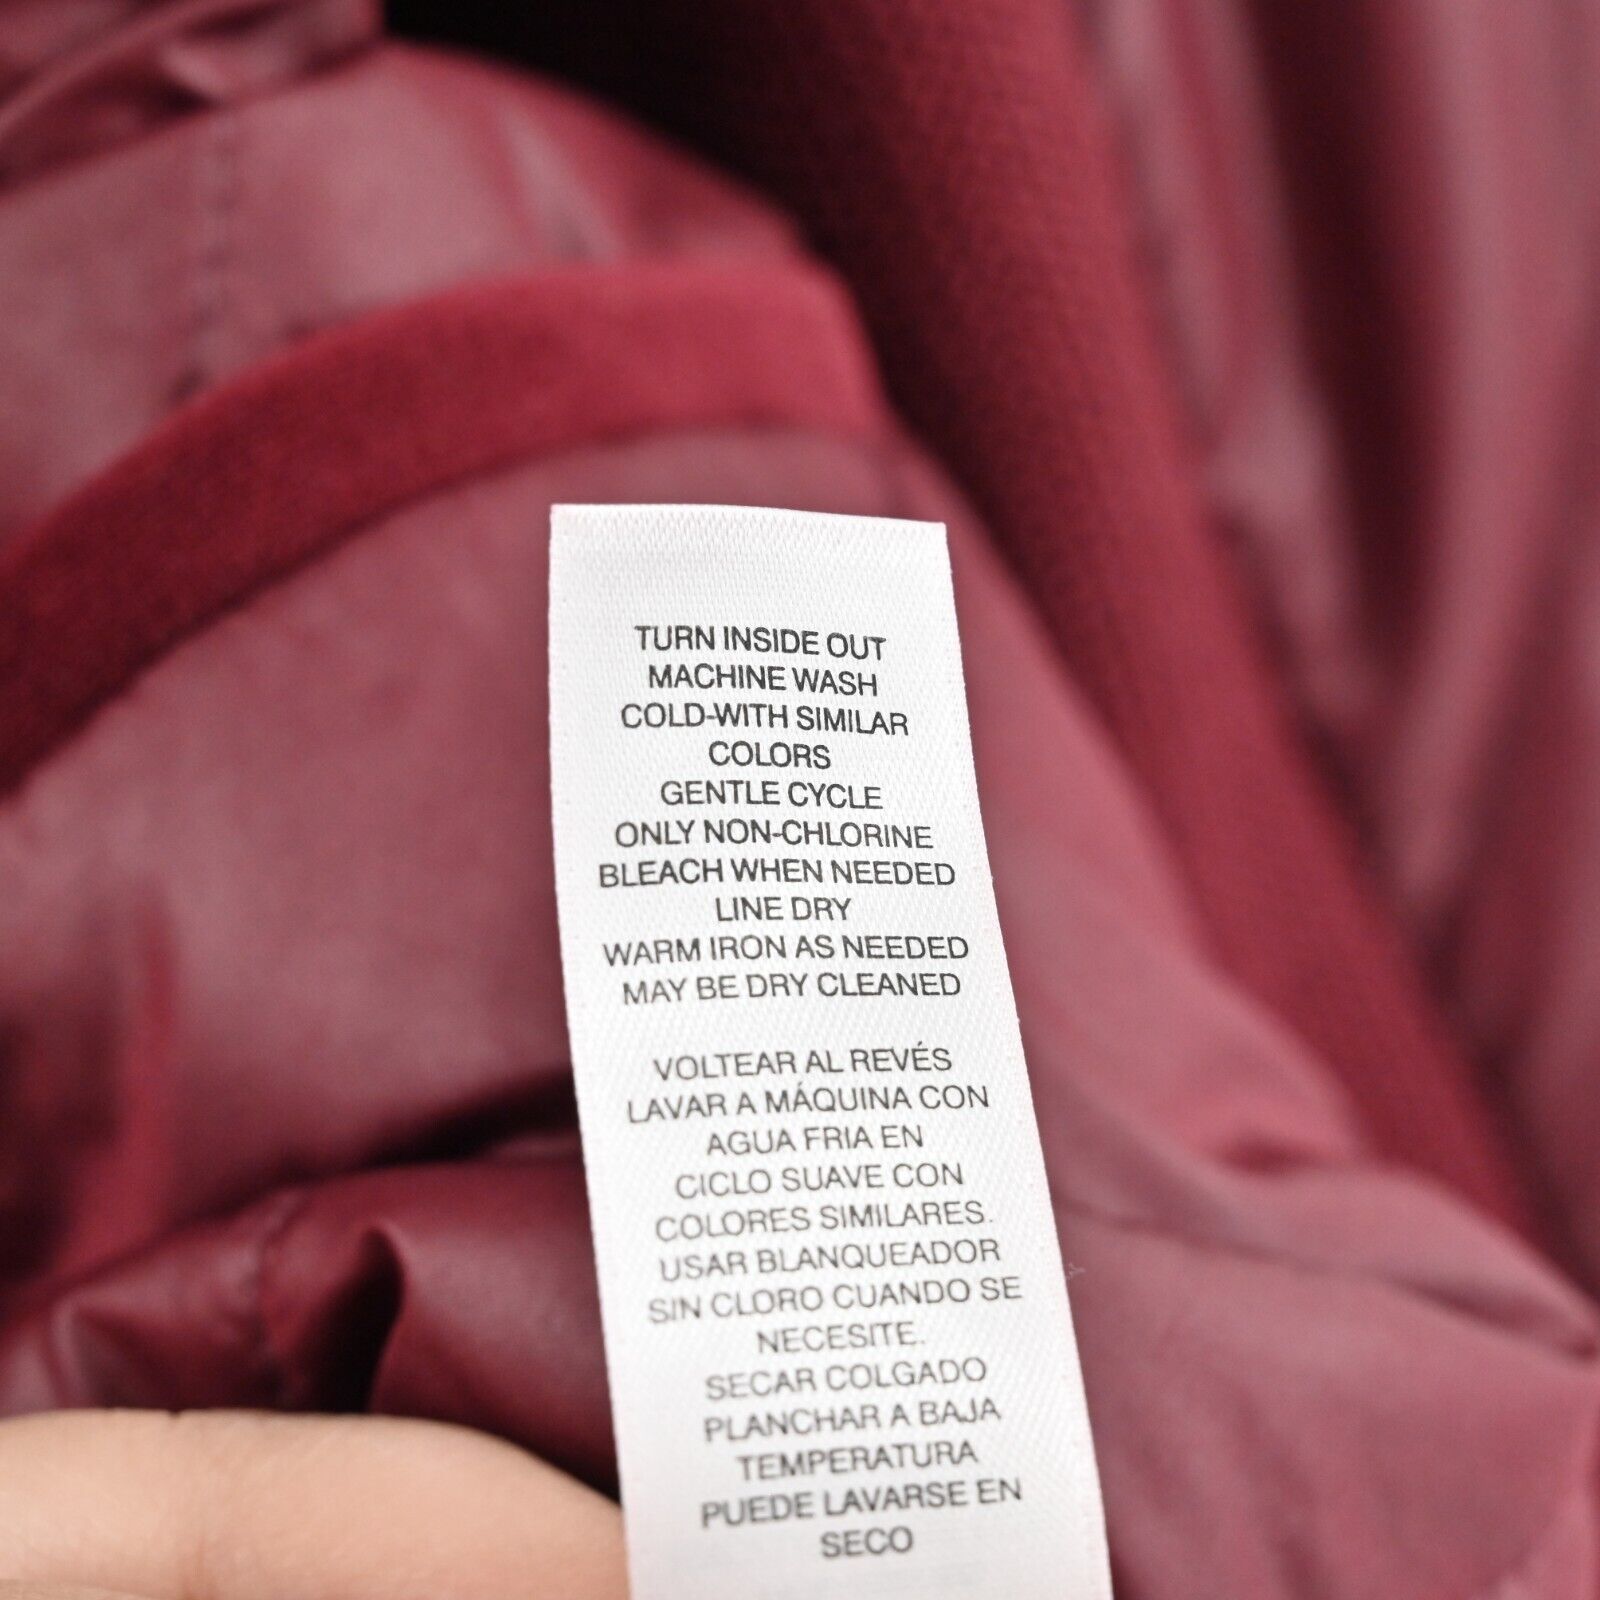 TURN INSIDE OUT
MACHINE WASH
COLD-WITH SIMILAR
COLORS
GENTLE CYCLE
ONLY NON-CHLORINE
BLEACH WHEN NEEDED
LINE DRY
WARM IRON AS NEEDED
MAY BE DRY CLEANED
VOLTEAR AL REVÉS
LAVAR A MÁQUINA CON
AGUA FRIA EN
CICLO SUAVE CON
COLORES SIMILARES.
USAR BLANQUEADOR
SIN CLORO CUANDO SE
NECESITE.
SECAR COLGADO
PLANCHAR A BAJA
TEMPERATURA
PUEDE LAVARSE EN
SECO